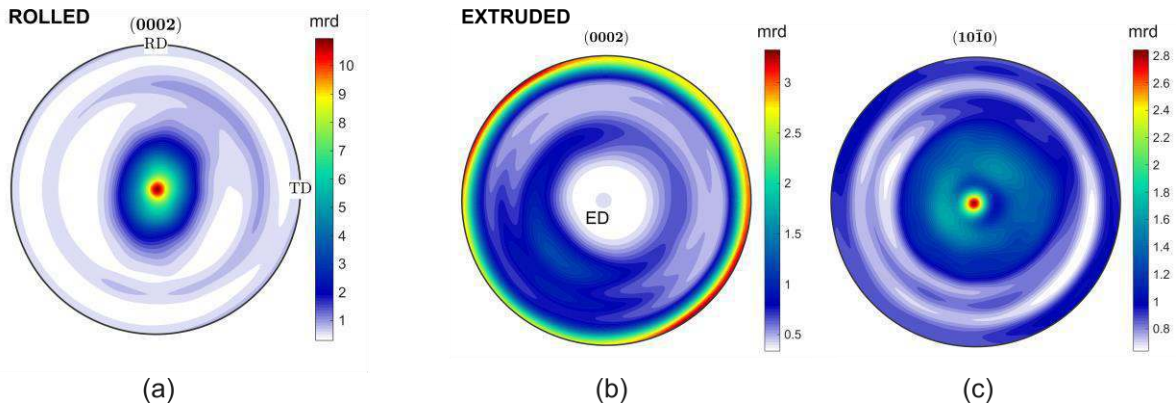 ROLLED
(0002)
RD
TD
mrd
10
9
8
7
6
5
4
3
2
1
(a)
EXTRUDED
(0002)
ED
mrd
3
2.5
2
1.5
1
0.5
(b)
(101̄0)
mrd
2.8
2.6
2.4
2.2
2
1.8
1.6
1.4
1.2
1
0.8
(c)